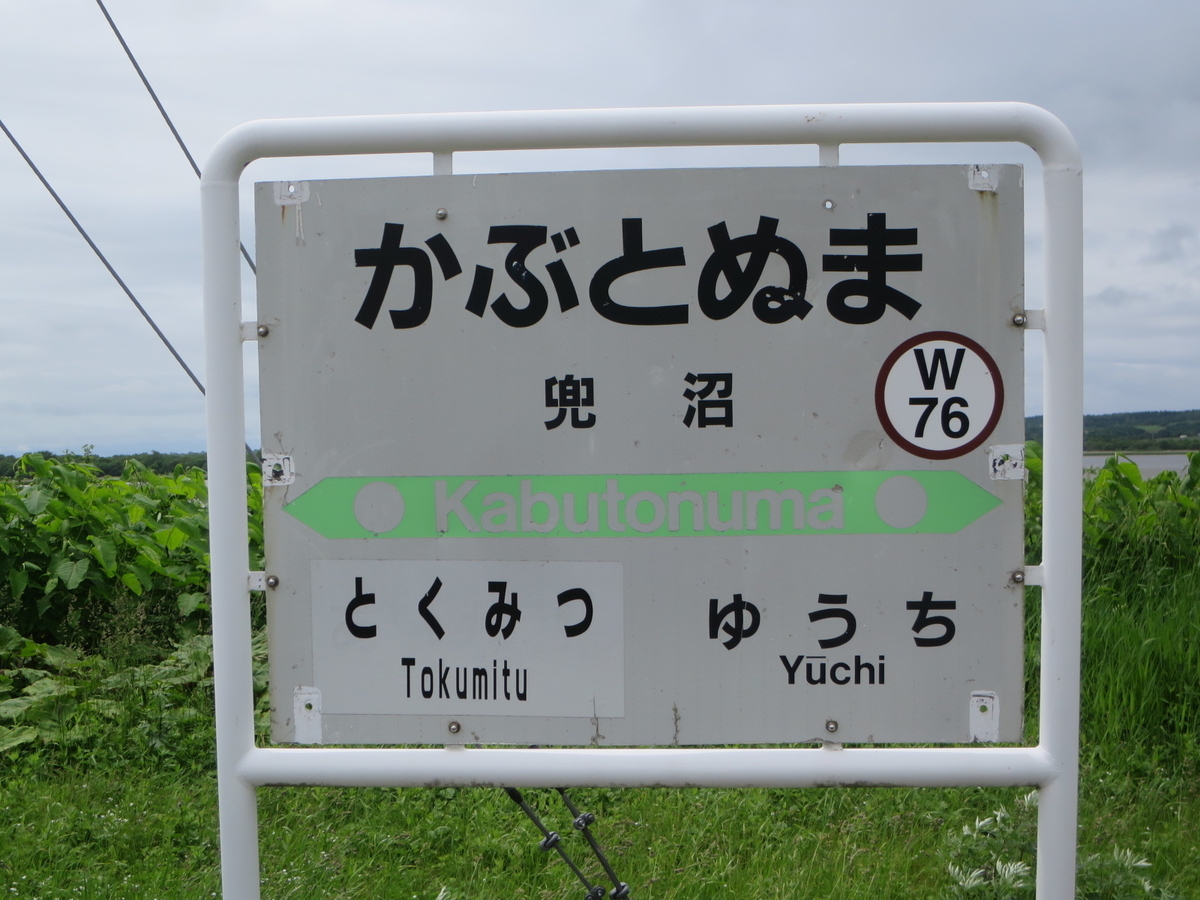 かぶとぬま
兜沼
W
76
Kabutonuma
とくみつ
Tokumitu
ゆうち
Yūchi